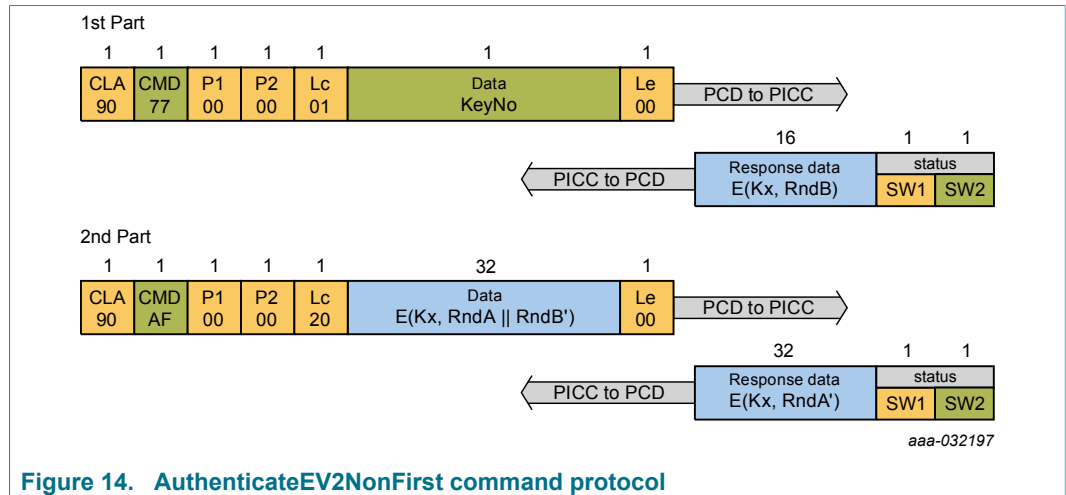 1st Part
1 1 1 1 1 1 1
CLA CMD P1 P2 Lc Data Le
90 77 00 00 01 KeyNo 00
PCD to PICC
16 1 1
Response data status
E(Kx, RndB) SW1 SW2
PICC to PCD
2nd Part
1 1 1 1 1 32 1
CLA CMD P1 P2 Lc Data Le
90 AF 00 00 20 E(Kx, RndA || RndB') 00
PCD to PICC
32 1 1
Response data status
E(Kx, RndA') SW1 SW2
PICC to PCD
aaa-032197
Figure 14. AuthenticateEV2NonFirst command protocol